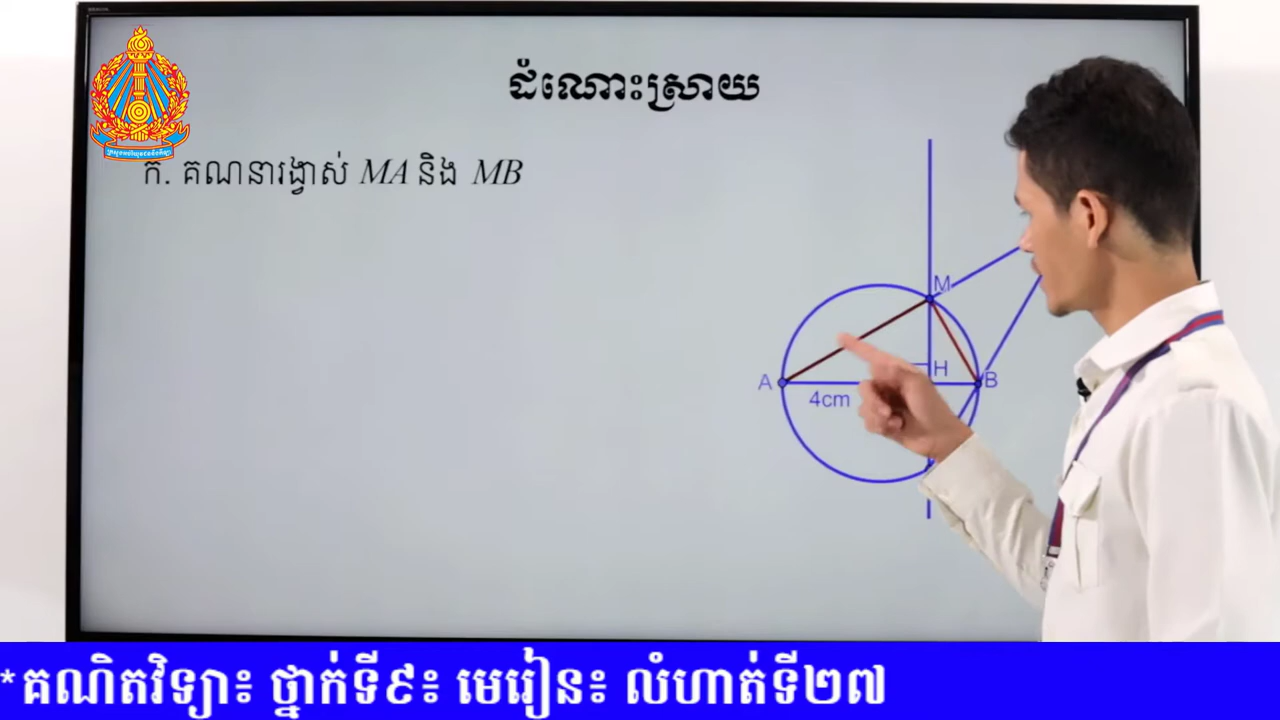 ដំណោះស្រាយ
ក. គណនារង្វាស់ MA និង MB
M
H
A
B
4cm
*គណិតវិទ្យា៖ ថ្នាក់ទី៩៖ មេរៀន៖ លំហាត់ទី២៧